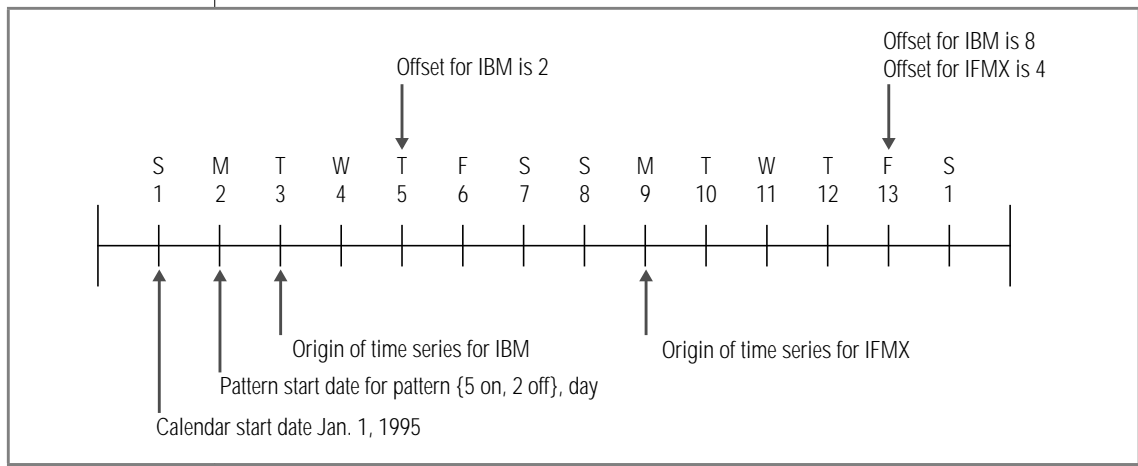 Offset for IBM is 8
Offset for IFMX is 4
Offset for IBM is 2
S M T W T F S S M T W T F S
1 2 3 4 5 6 7 8 9 10 11 12 13 1
Origin of time series for IBM
Origin of time series for IFMX
Pattern start date for pattern {5 on, 2 off}, day
Calendar start date Jan. 1, 1995